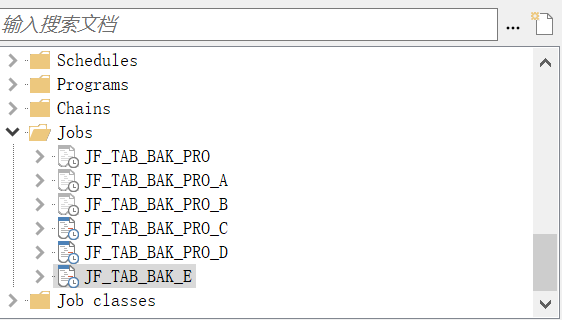 输入搜索文档 ...
Schedules
Programs
Chains
Jobs
JF_TAB_BAK_PRO
JF_TAB_BAK_PRO_A
JF_TAB_BAK_PRO_B
JF_TAB_BAK_PRO_C
JF_TAB_BAK_PRO_D
JF_TAB_BAK_E
Job classes